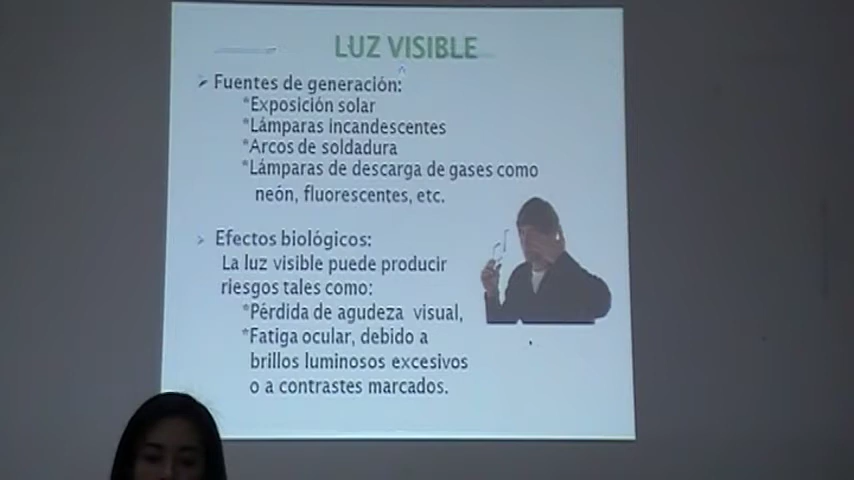 LUZ VISIBLE
Fuentes de generación:
*Exposición solar
*Lámparas incandescentes
*Arcos de soldadura
*Lámparas de descarga de gases como
neón, fluorescentes, etc.
Efectos biológicos:
La luz visible puede producir
riesgos tales como:
*Pérdida de agudeza visual,
*Fatiga ocular, debido a
brillos luminosos excesivos
o a contrastes marcados.